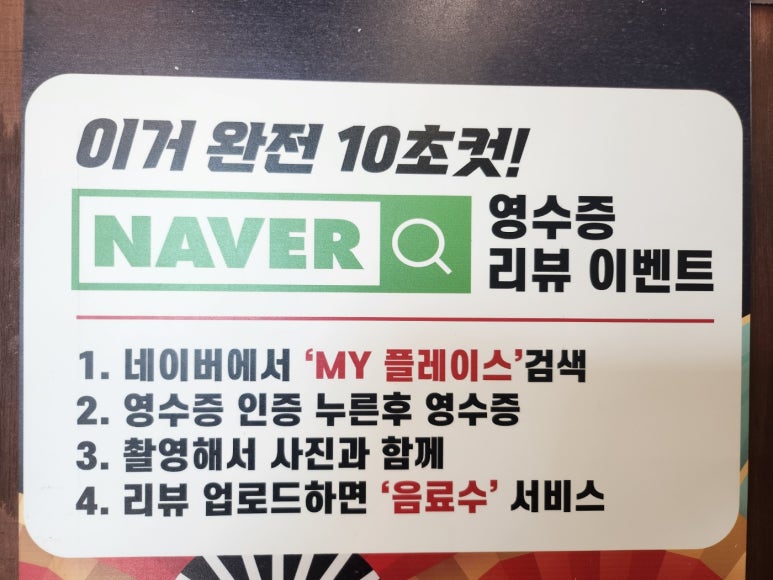 이거 완전 10초컷!
NAVER 영수증
리뷰 이벤트
1. 네이버에서 ‘MY 플레이스’검색
2. 영수증 인증 누른후 영수증
3. 촬영해서 사진과 함께
4. 리뷰 업로드하면 ‘음료수’ 서비스